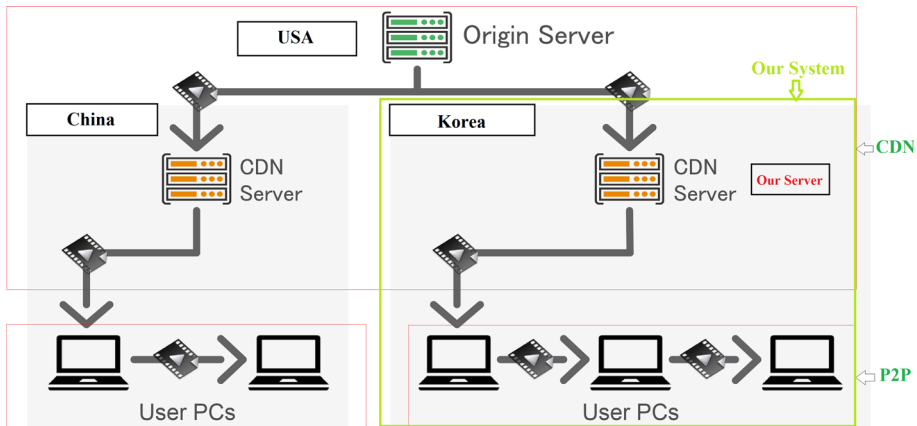 USA
Origin Server
Our System
China
Korea
CDN
CDN
Server
CDN
Server
Our Server
P2P
User PCs
User PCs